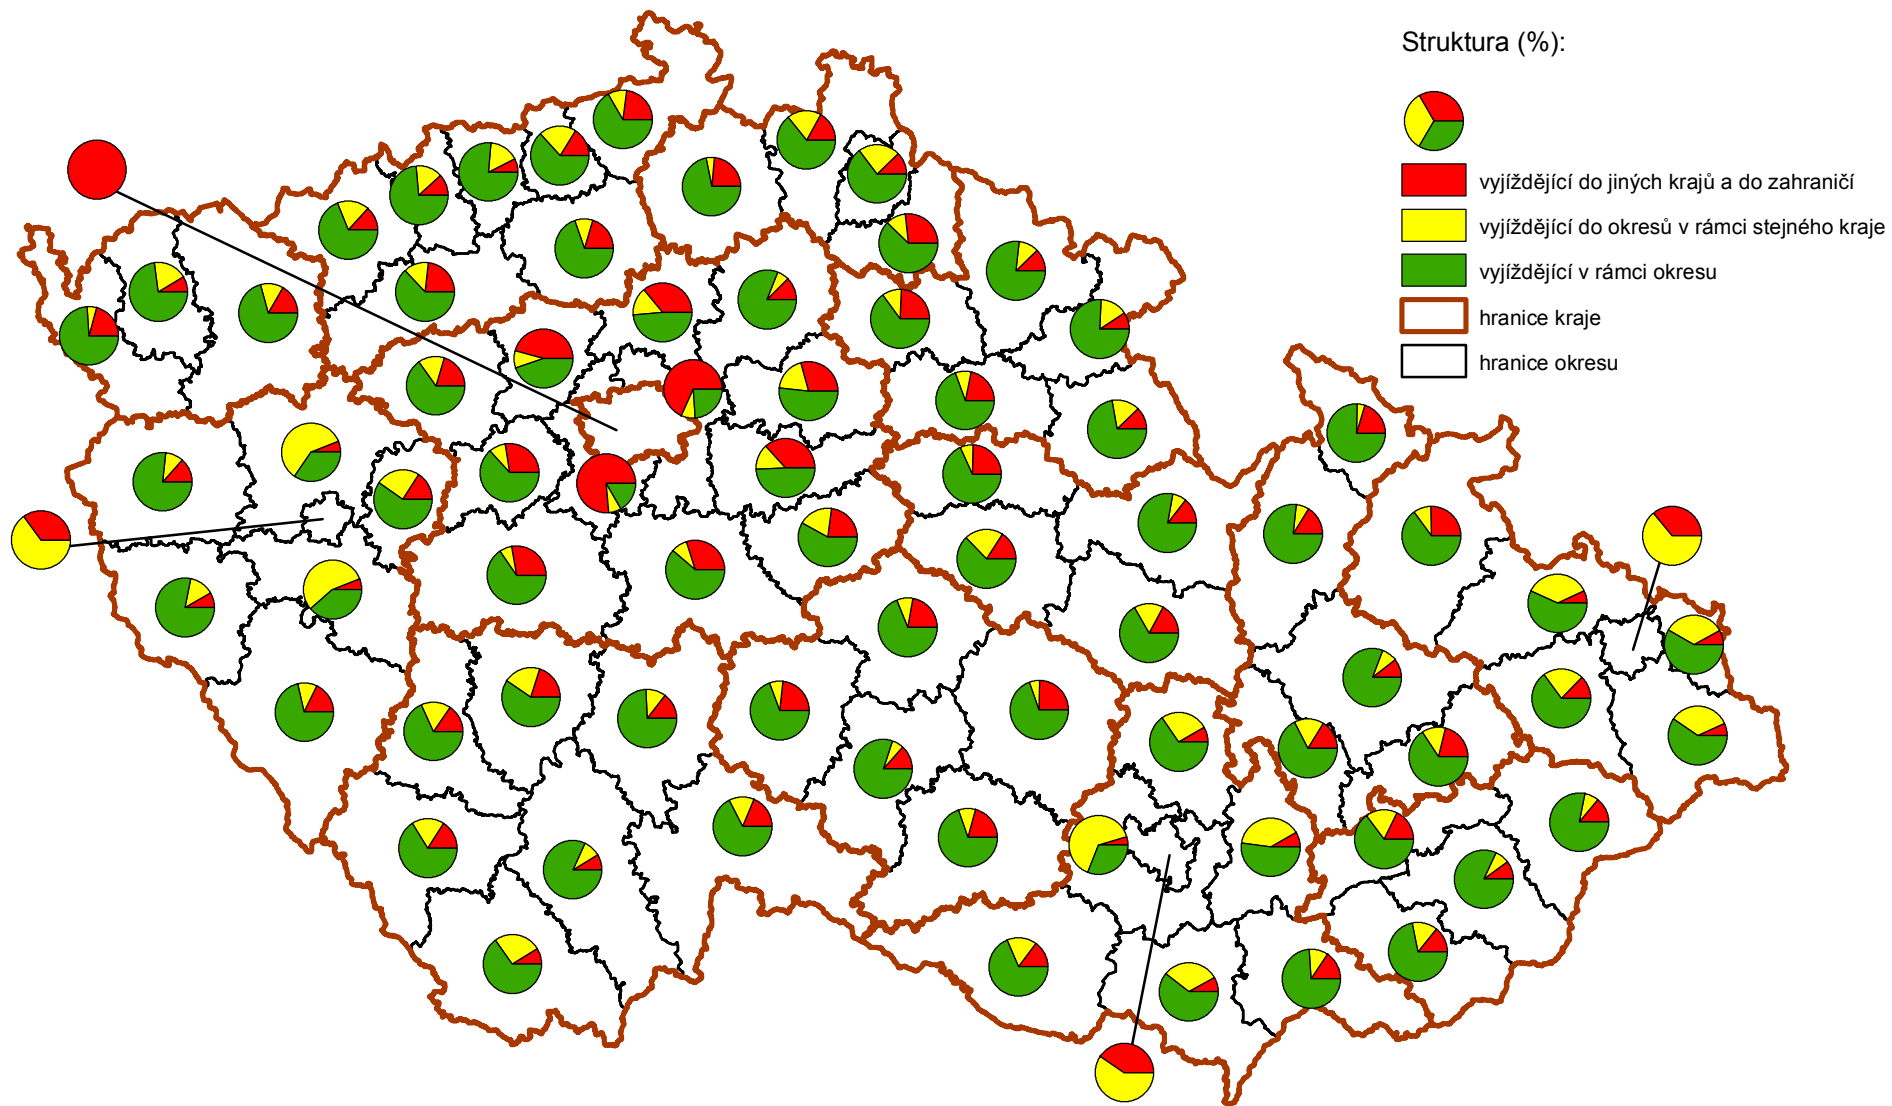 Struktura (%):
vyjíždějící do jiných krajů a do zahraničí
vyjíždějící do okresů v rámci stejného kraje
vyjíždějící v rámci okresu
hranice kraje
hranice okresu